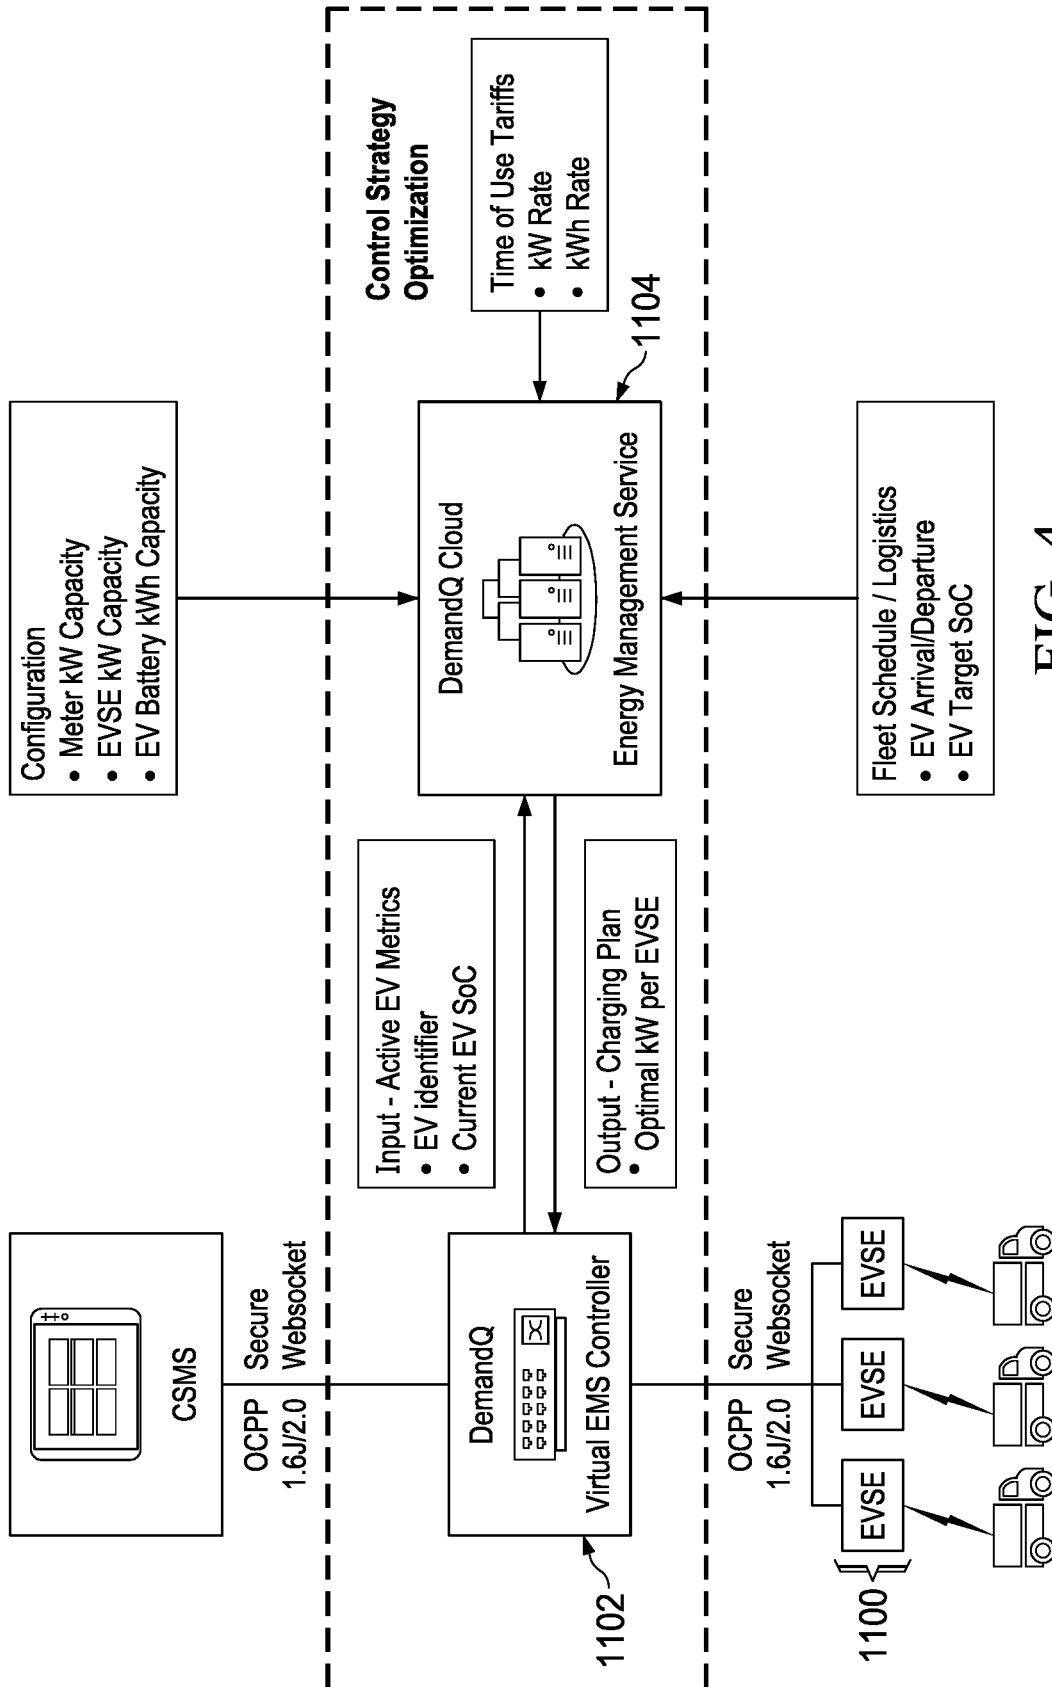 CSMS
OCPP Secure
1.6J/2.0 Websocket
Configuration
• Meter kW Capacity
• EVSE kW Capacity
• EV Battery kWh Capacity
Control Strategy
Optimization
DemandQ
Virtual EMS Controller
1102
Input - Active EV Metrics
• EV identifier
• Current EV SoC
Output - Charging Plan
• Optimal kW per EVSE
DemandQ Cloud
Energy Management Service
1104
Time of Use Tariffs
• kW Rate
• kWh Rate
OCPP Secure
1.6J/2.0 Websocket
1100
EVSE
EVSE
EVSE
Fleet Schedule / Logistics
• EV Arrival/Departure
• EV Target SoC
FIG. 4